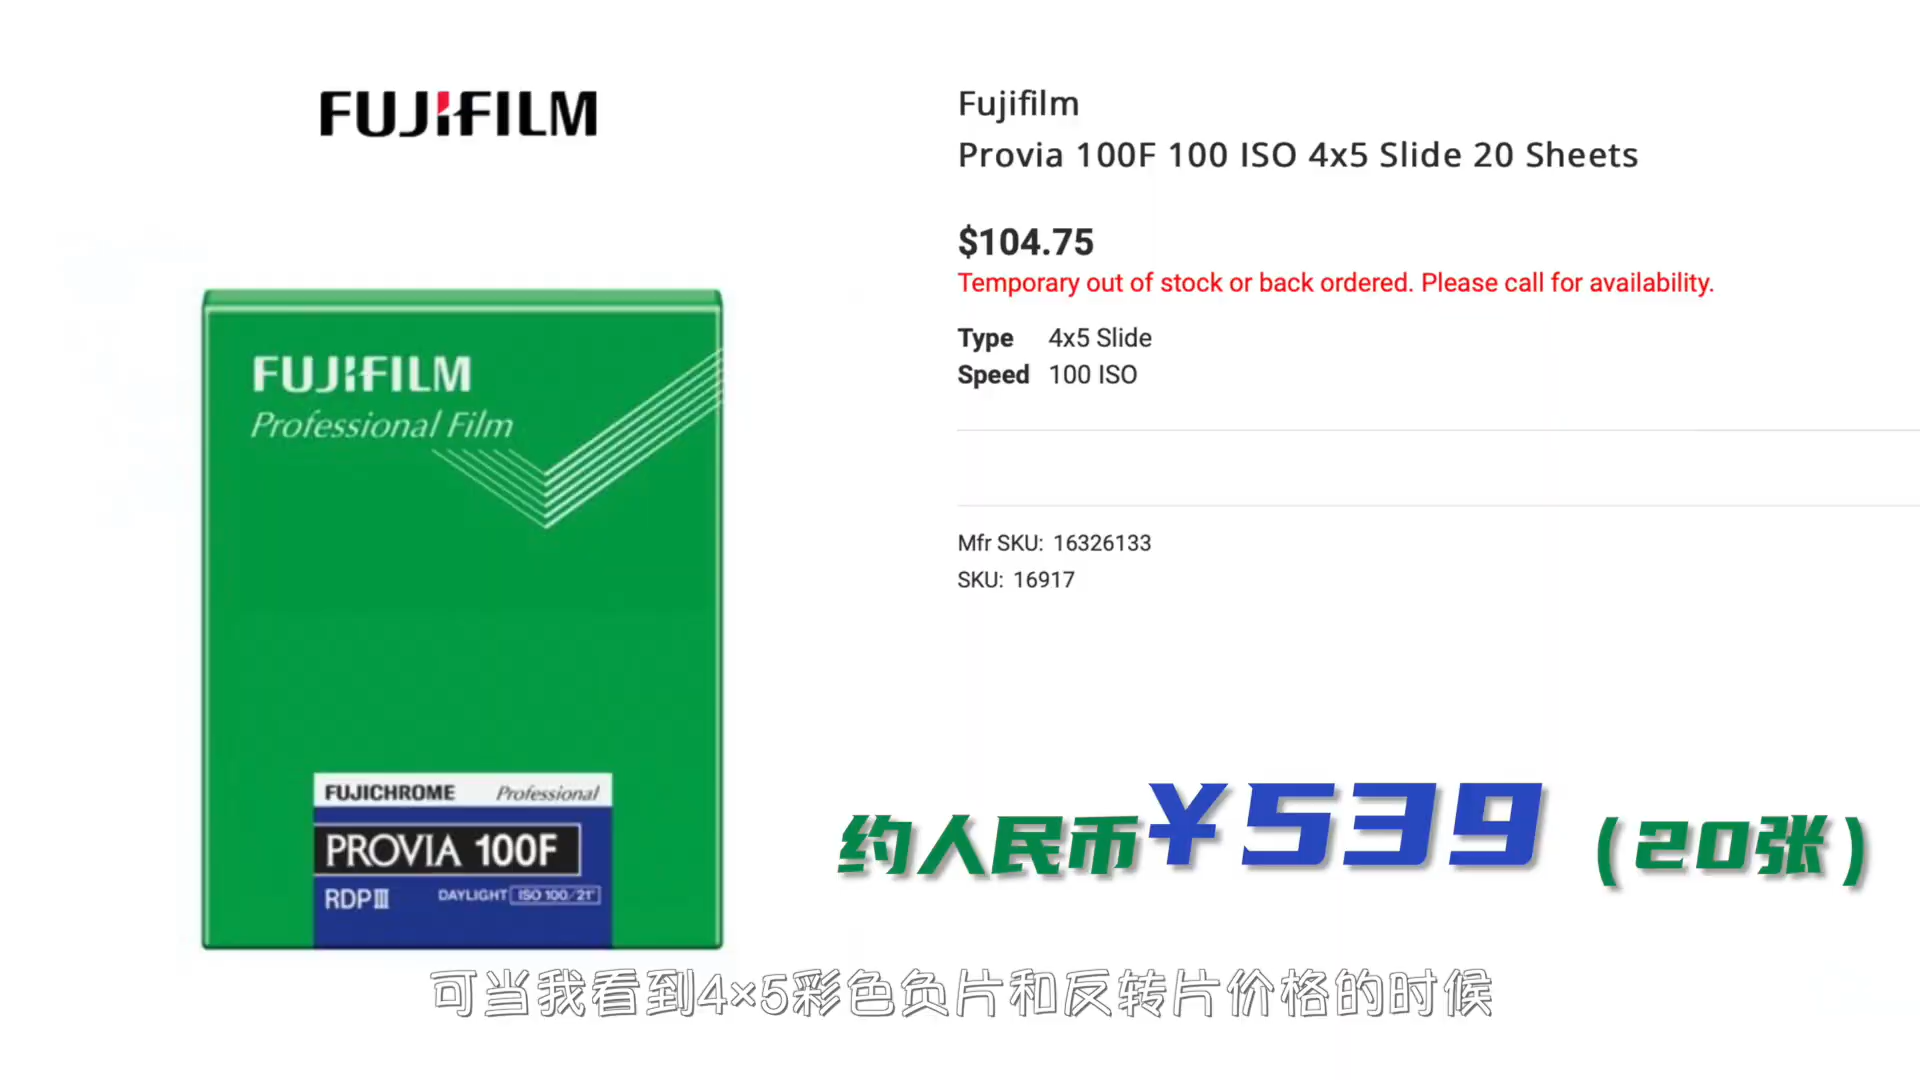 FUJIFILM
FUJIFILM
Professional Film
FUJICHROME Professional
PROVIA 100F
RDPⅢ DAYLIGHT ISO 100/21°
Fujifilm
Provia 100F 100 ISO 4x5 Slide 20 Sheets
$104.75
Temporary out of stock or back ordered. Please call for availability.
Type 4x5 Slide
Speed 100 ISO
Mfr SKU: 16326133
SKU: 16917
约人民币¥539（20张）
可当我看到4×5彩色负片和反转片价格的时候